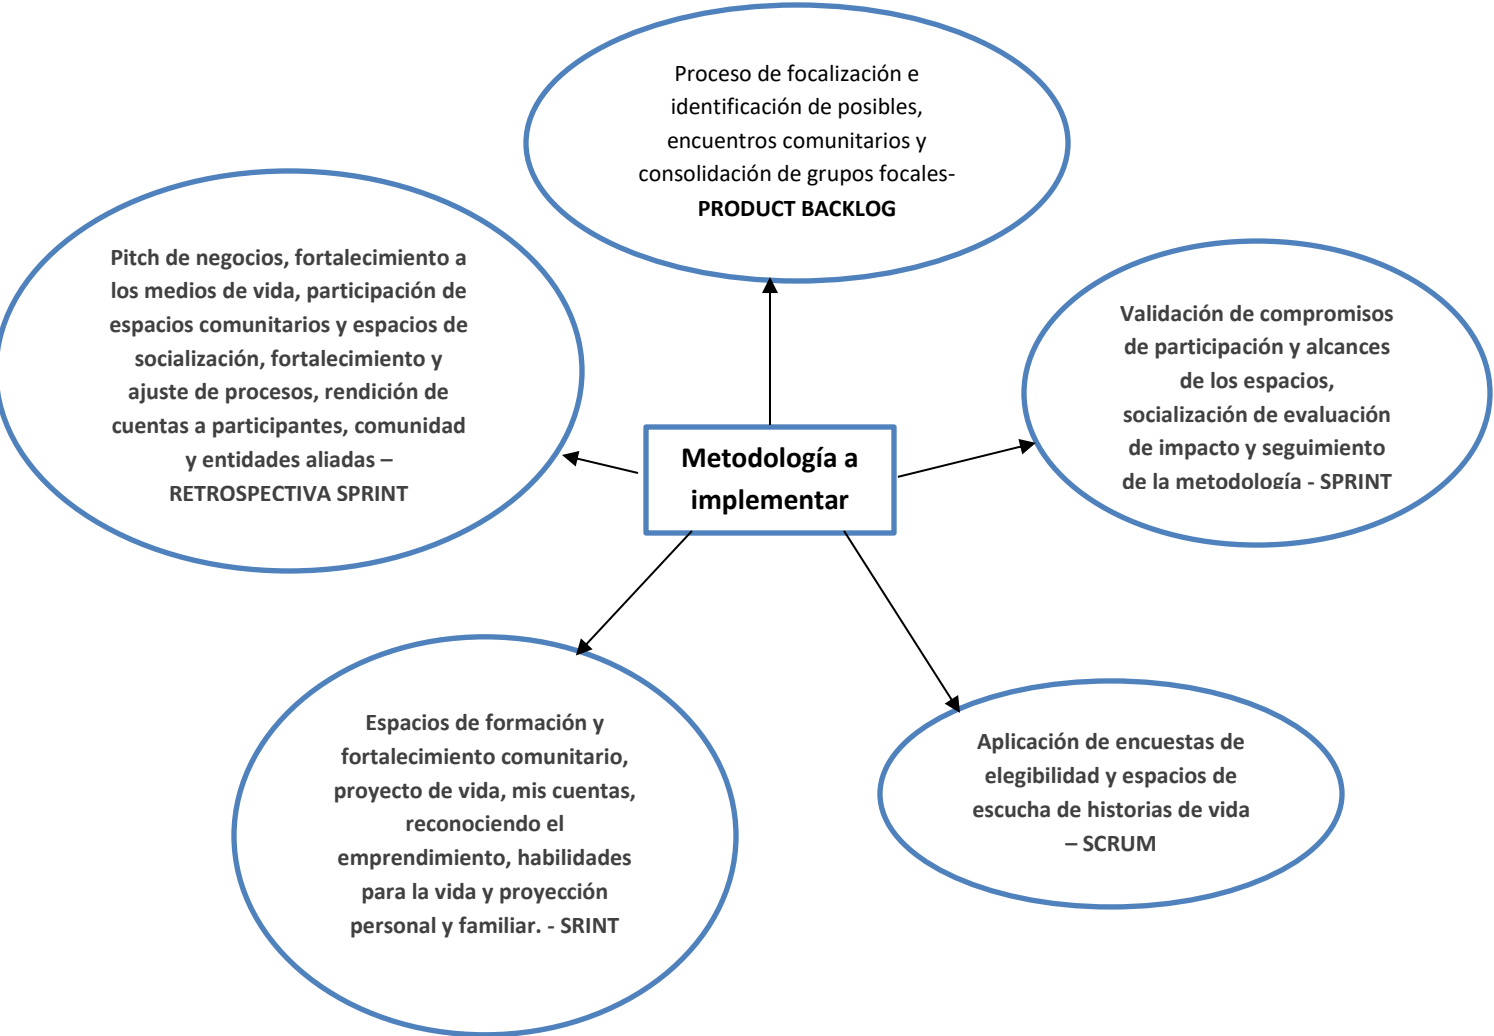 Proceso de focalización e
identificación de posibles,
encuentros comunitarios y
consolidación de grupos focales-
PRODUCT BACKLOG
Pitch de negocios, fortalecimiento a
los medios de vida, participación de
espacios comunitarios y espacios de
socialización, fortalecimiento y
ajuste de procesos, rendición de
cuentas a participantes, comunidad
y entidades aliadas –
RETROSPECTIVA SPRINT
Validación de compromisos
de participación y alcances
de los espacios,
socialización de evaluación
de impacto y seguimiento
de la metodología - SPRINT
Metodología a
implementar
Espacios de formación y
fortalecimiento comunitario,
proyecto de vida, mis cuentas,
reconociendo el
emprendimiento, habilidades
para la vida y proyección
personal y familiar. - SRINT
Aplicación de encuestas de
elegibilidad y espacios de
escucha de historias de vida
– SCRUM